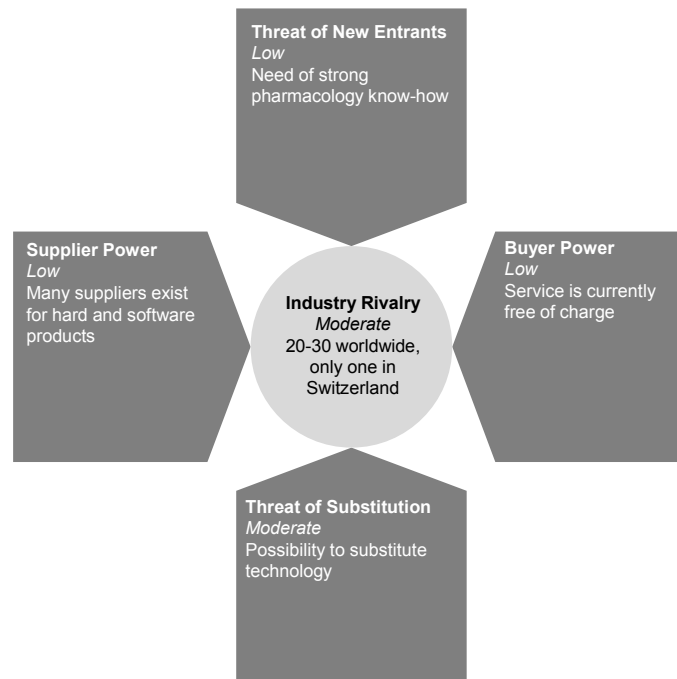 Threat of New Entrants
Low
Need of strong
pharmacology know-how
Supplier Power
Low
Many suppliers exist
for hard and software
products
Industry Rivalry
Moderate
20-30 worldwide,
only one in
Switzerland
Buyer Power
Low
Service is currently
free of charge
Threat of Substitution
Moderate
Possibility to substitute
technology